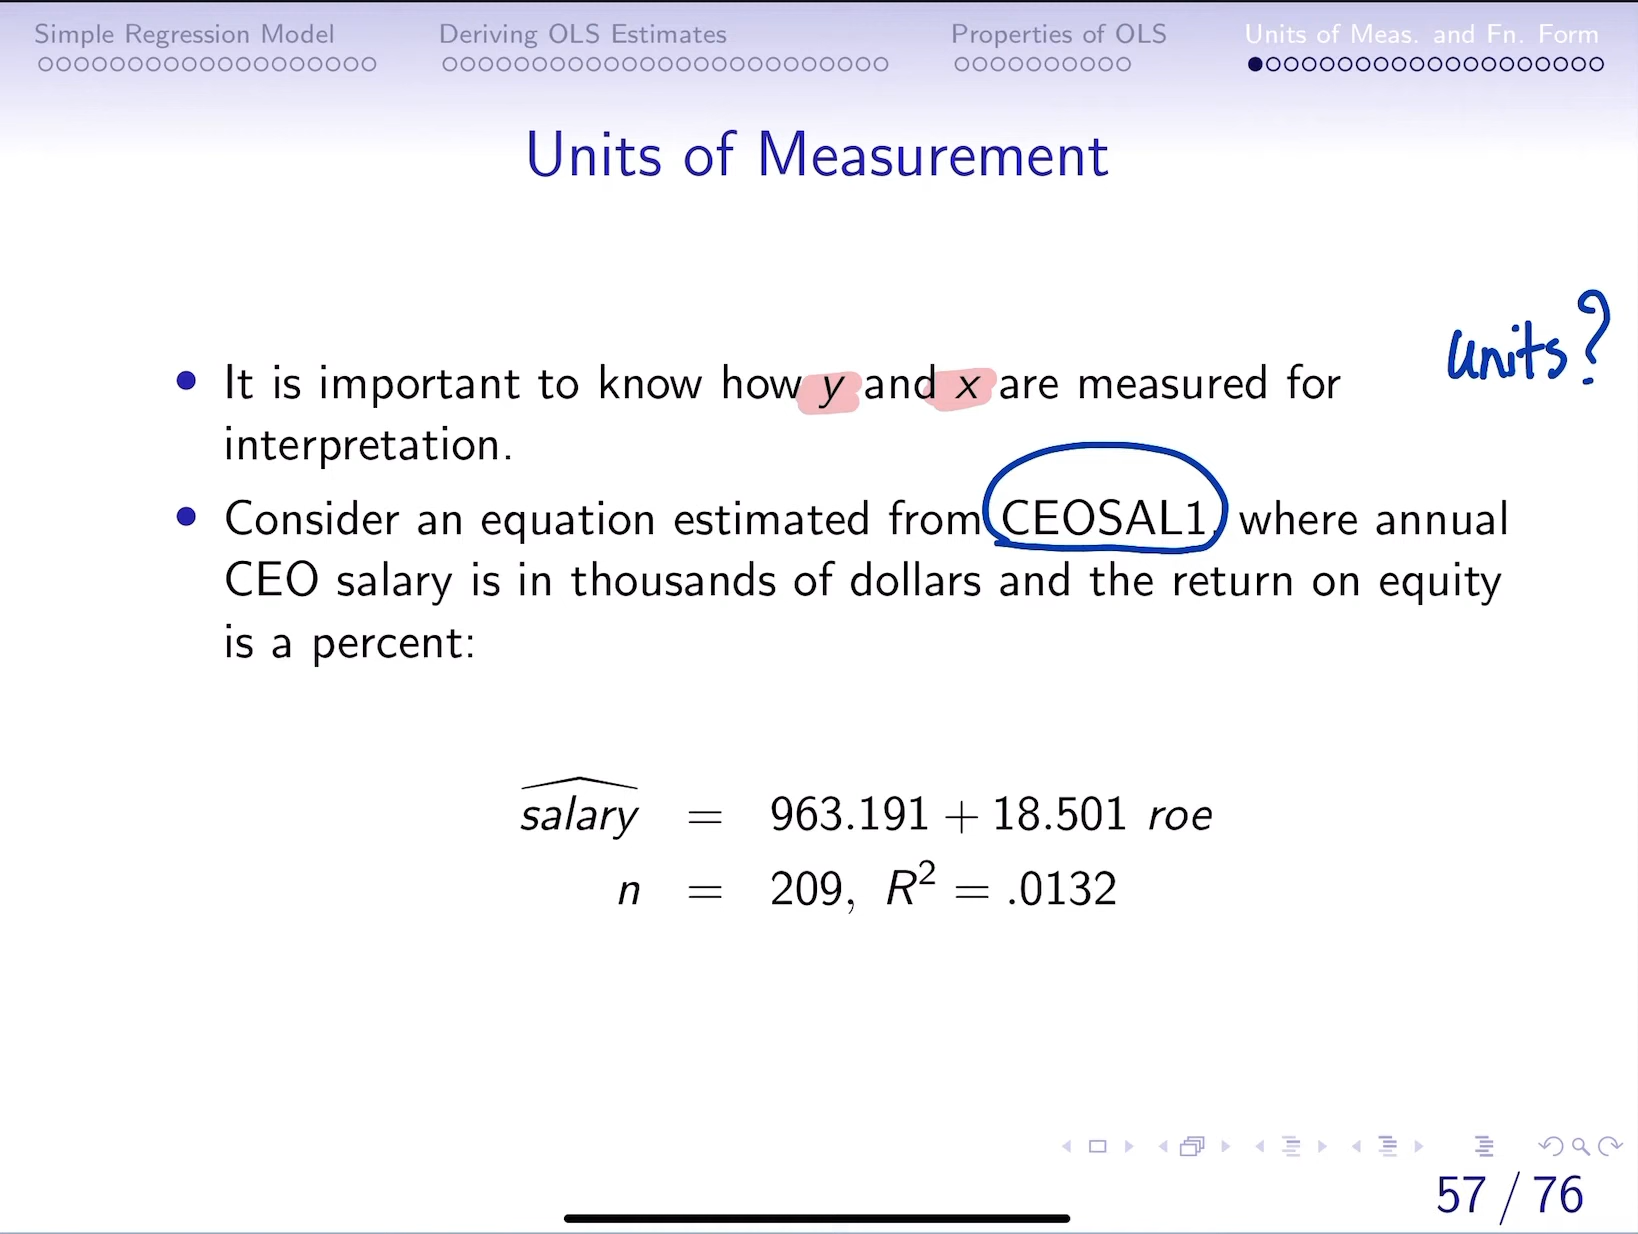 Simple Regression Model Deriving OLS Estimates Properties of OLS Units of Meas. and Fn. Form
Units of Measurement
units?
• It is important to know how y and x are measured for
interpretation.
• Consider an equation estimated from CEOSAL1, where annual
CEO salary is in thousands of dollars and the return on equity
is a percent:
$\widehat{salary}$ = 963.191 + 18.501 roe
n = 209, R² = .0132
57 / 76